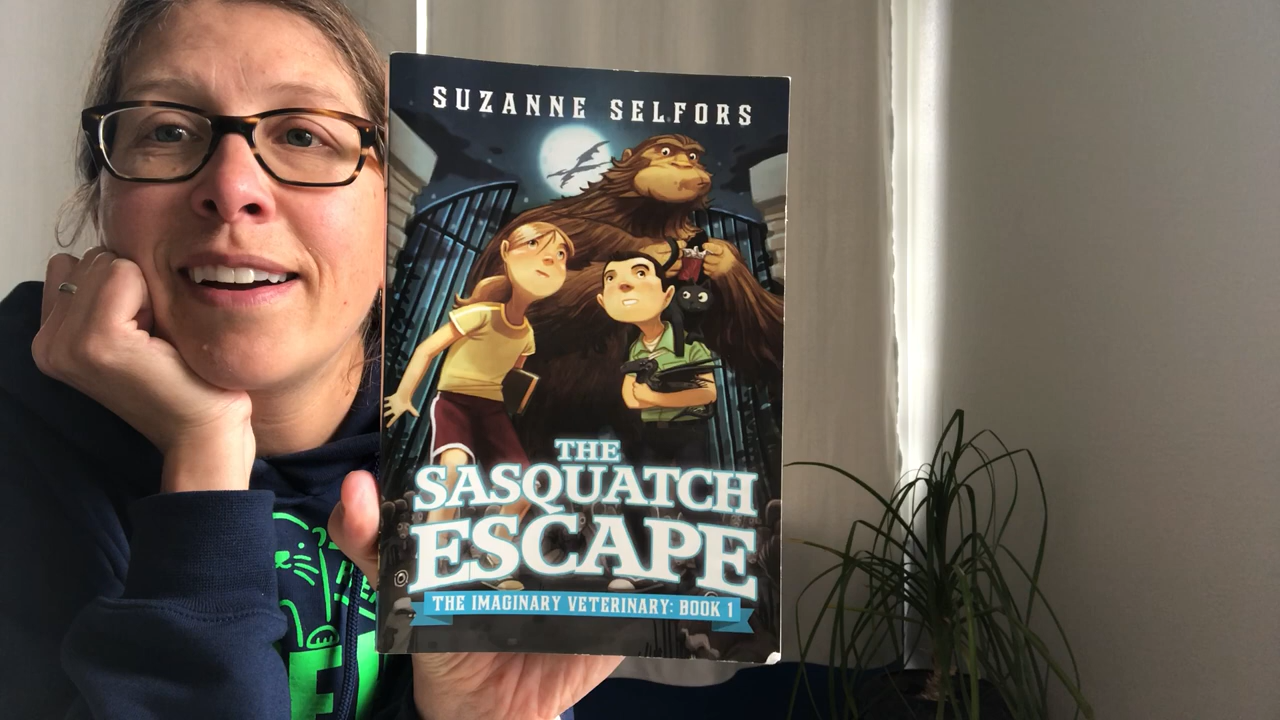 SUZANNE SELFORS
THE
SASQUATCH
ESCAPE
THE IMAGINARY VETERINARY: BOOK 1